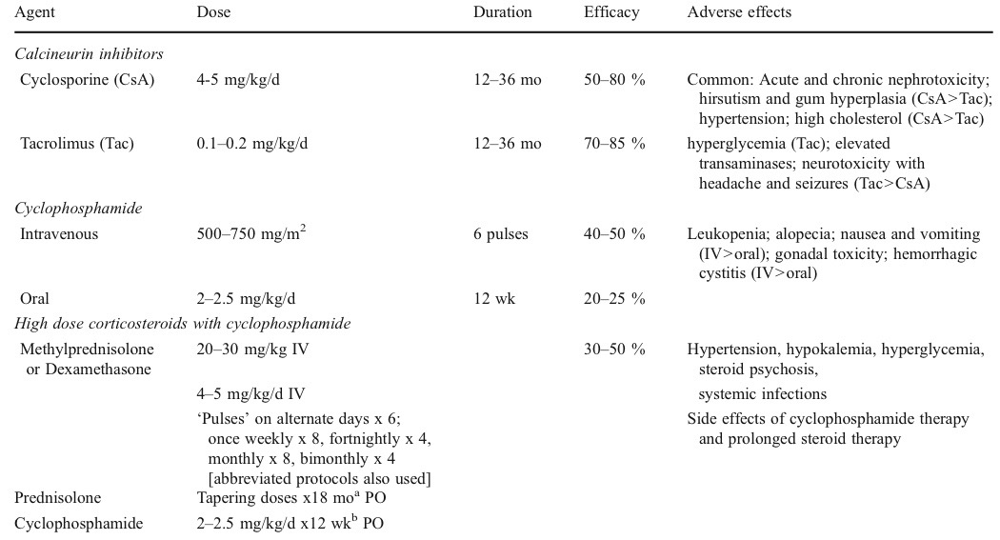 Agent Dose Duration Efficacy Adverse effects
Calcineurin inhibitors
Cyclosporine (CsA) 4-5 mg/kg/d 12–36 mo 50–80 % Common: Acute and chronic nephrotoxicity;
hirsutism and gum hyperplasia (CsA>Tac);
hypertension; high cholesterol (CsA>Tac)
Tacrolimus (Tac) 0.1–0.2 mg/kg/d 12–36 mo 70–85 % hyperglycemia (Tac); elevated
transaminases; neurotoxicity with
headache and seizures (Tac>CsA)
Cyclophosphamide
Intravenous 500–750 mg/m² 6 pulses 40–50 % Leukopenia; alopecia; nausea and vomiting
(IV>oral); gonadal toxicity; hemorrhagic
cystitis (IV>oral)
Oral 2–2.5 mg/kg/d 12 wk 20–25 %
High dose corticosteroids with cyclophosphamide
Methylprednisolone 20–30 mg/kg IV 30–50 % Hypertension, hypokalemia, hyperglycemia,
or Dexamethasone steroid psychosis,
4–5 mg/kg/d IV systemic infections
‘Pulses’ on alternate days x 6; Side effects of cyclophosphamide therapy
once weekly x 8, fortnightly x 4, and prolonged steroid therapy
monthly x 8, bimonthly x 4
[abbreviated protocols also used]
Prednisolone Tapering doses x18 moᵃ PO
Cyclophosphamide 2–2.5 mg/kg/d x12 wkᵇ PO